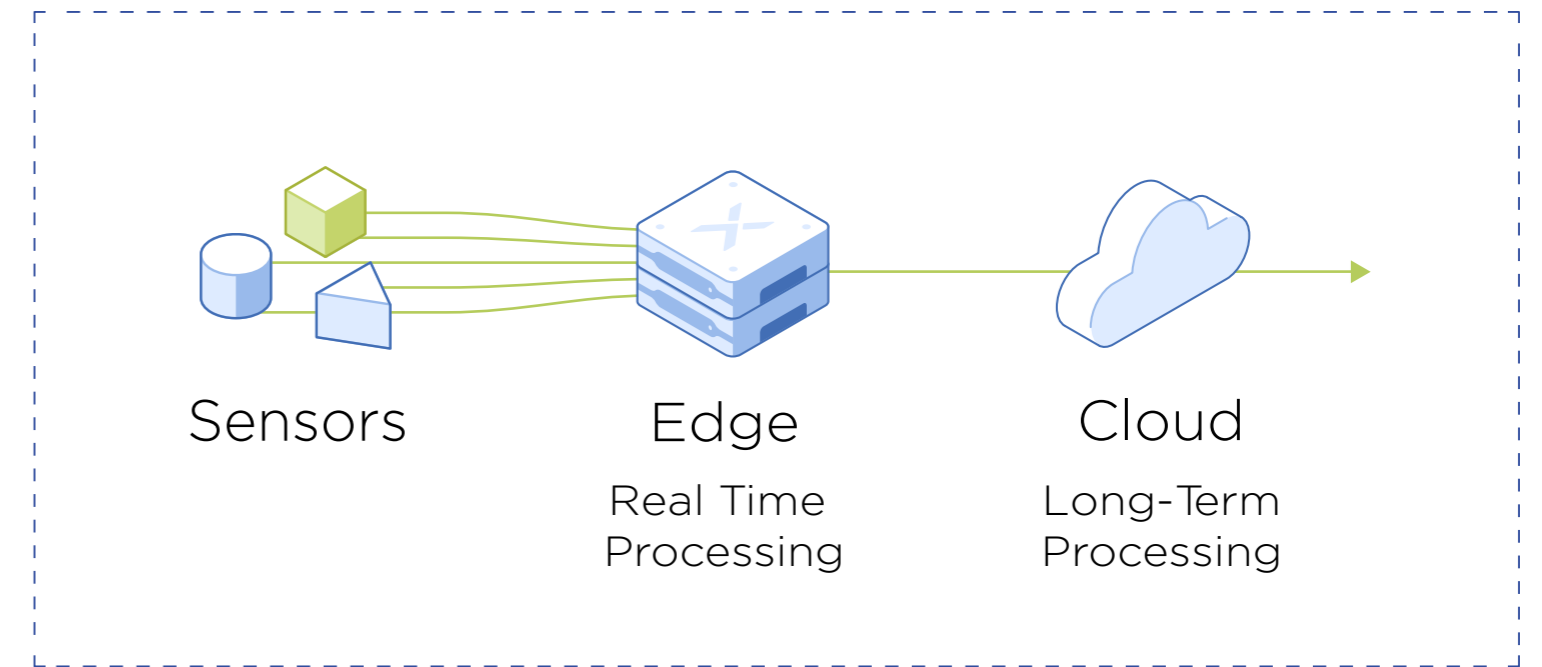 Sensors
Edge
Real Time
Processing
Cloud
Long-Term
Processing